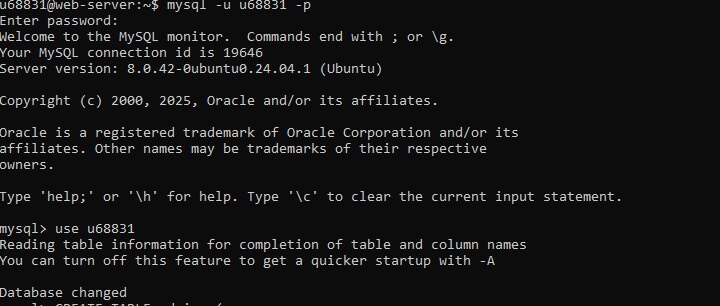 u68831@web-server:~$ mysql -u u68831 -p
Enter password:
Welcome to the MySQL monitor.  Commands end with ; or \g.
Your MySQL connection id is 19646
Server version: 8.0.42-0ubuntu0.24.04.1 (Ubuntu)
Copyright (c) 2000, 2025, Oracle and/or its affiliates.
Oracle is a registered trademark of Oracle Corporation and/or its
affiliates. Other names may be trademarks of their respective
owners.
Type 'help;' or '\h' for help. Type '\c' to clear the current input statement.
mysql> use u68831
Reading table information for completion of table and column names
You can turn off this feature to get a quicker startup with -A
Database changed